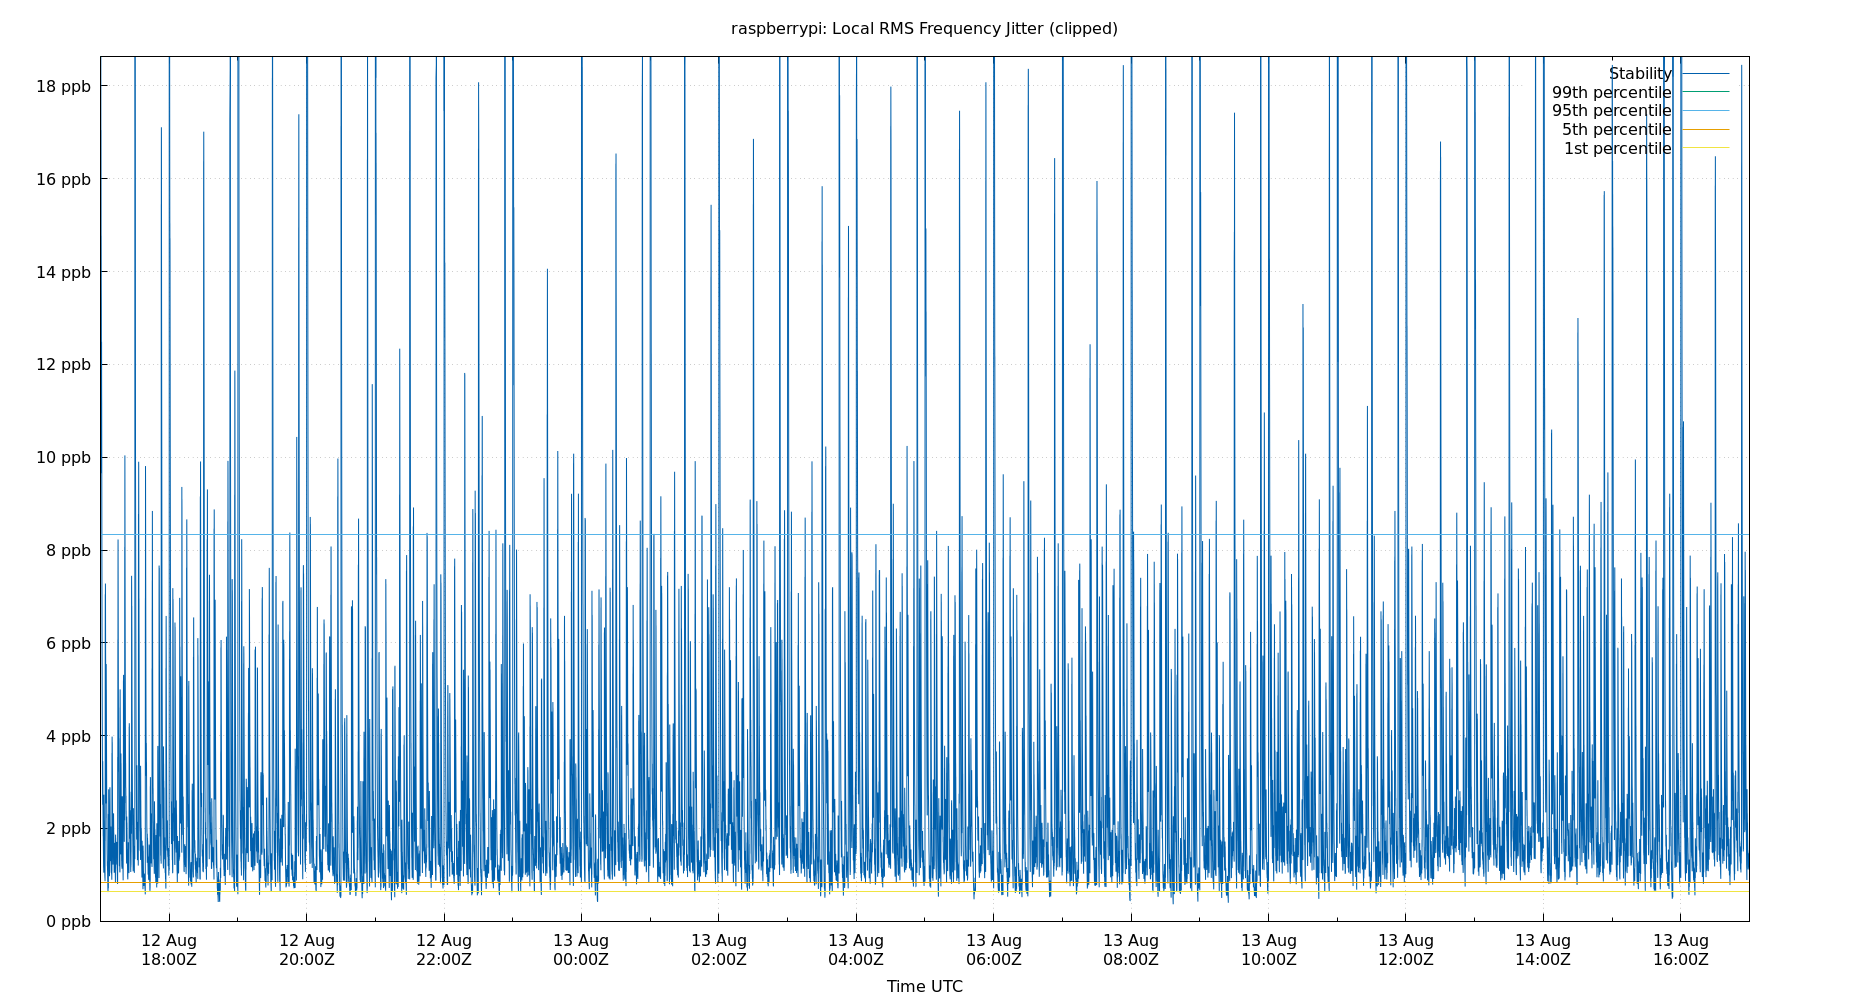 raspberrypi: Local RMS Frequency Jitter (clipped)
Stability
99th percentile
95th percentile
5th percentile
1st percentile
18 ppb
16 ppb
14 ppb
12 ppb
10 ppb
8 ppb
6 ppb
4 ppb
2 ppb
0 ppb
12 Aug 12 Aug 12 Aug 13 Aug 13 Aug 13 Aug 13 Aug 13 Aug 13 Aug 13 Aug 13 Aug 13 Aug
18:00Z 20:00Z 22:00Z 00:00Z 02:00Z 04:00Z 06:00Z 08:00Z 10:00Z 12:00Z 14:00Z 16:00Z
Time UTC